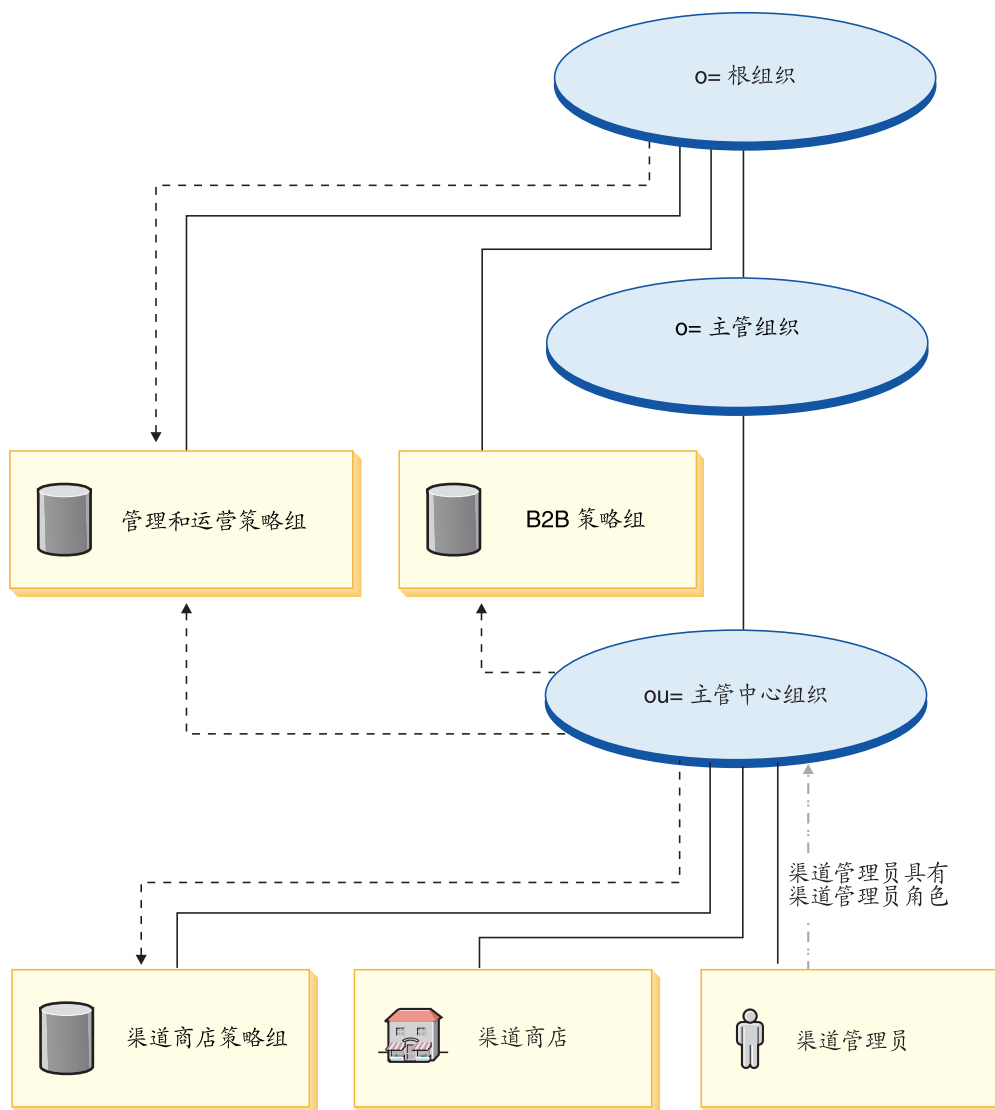 o= 根组织
o= 主管组织
管理和运营策略组
B2B 策略组
ou= 主管中心组织
渠道管理员具有
渠道管理员角色
渠道商店策略组
渠道商店
渠道管理员